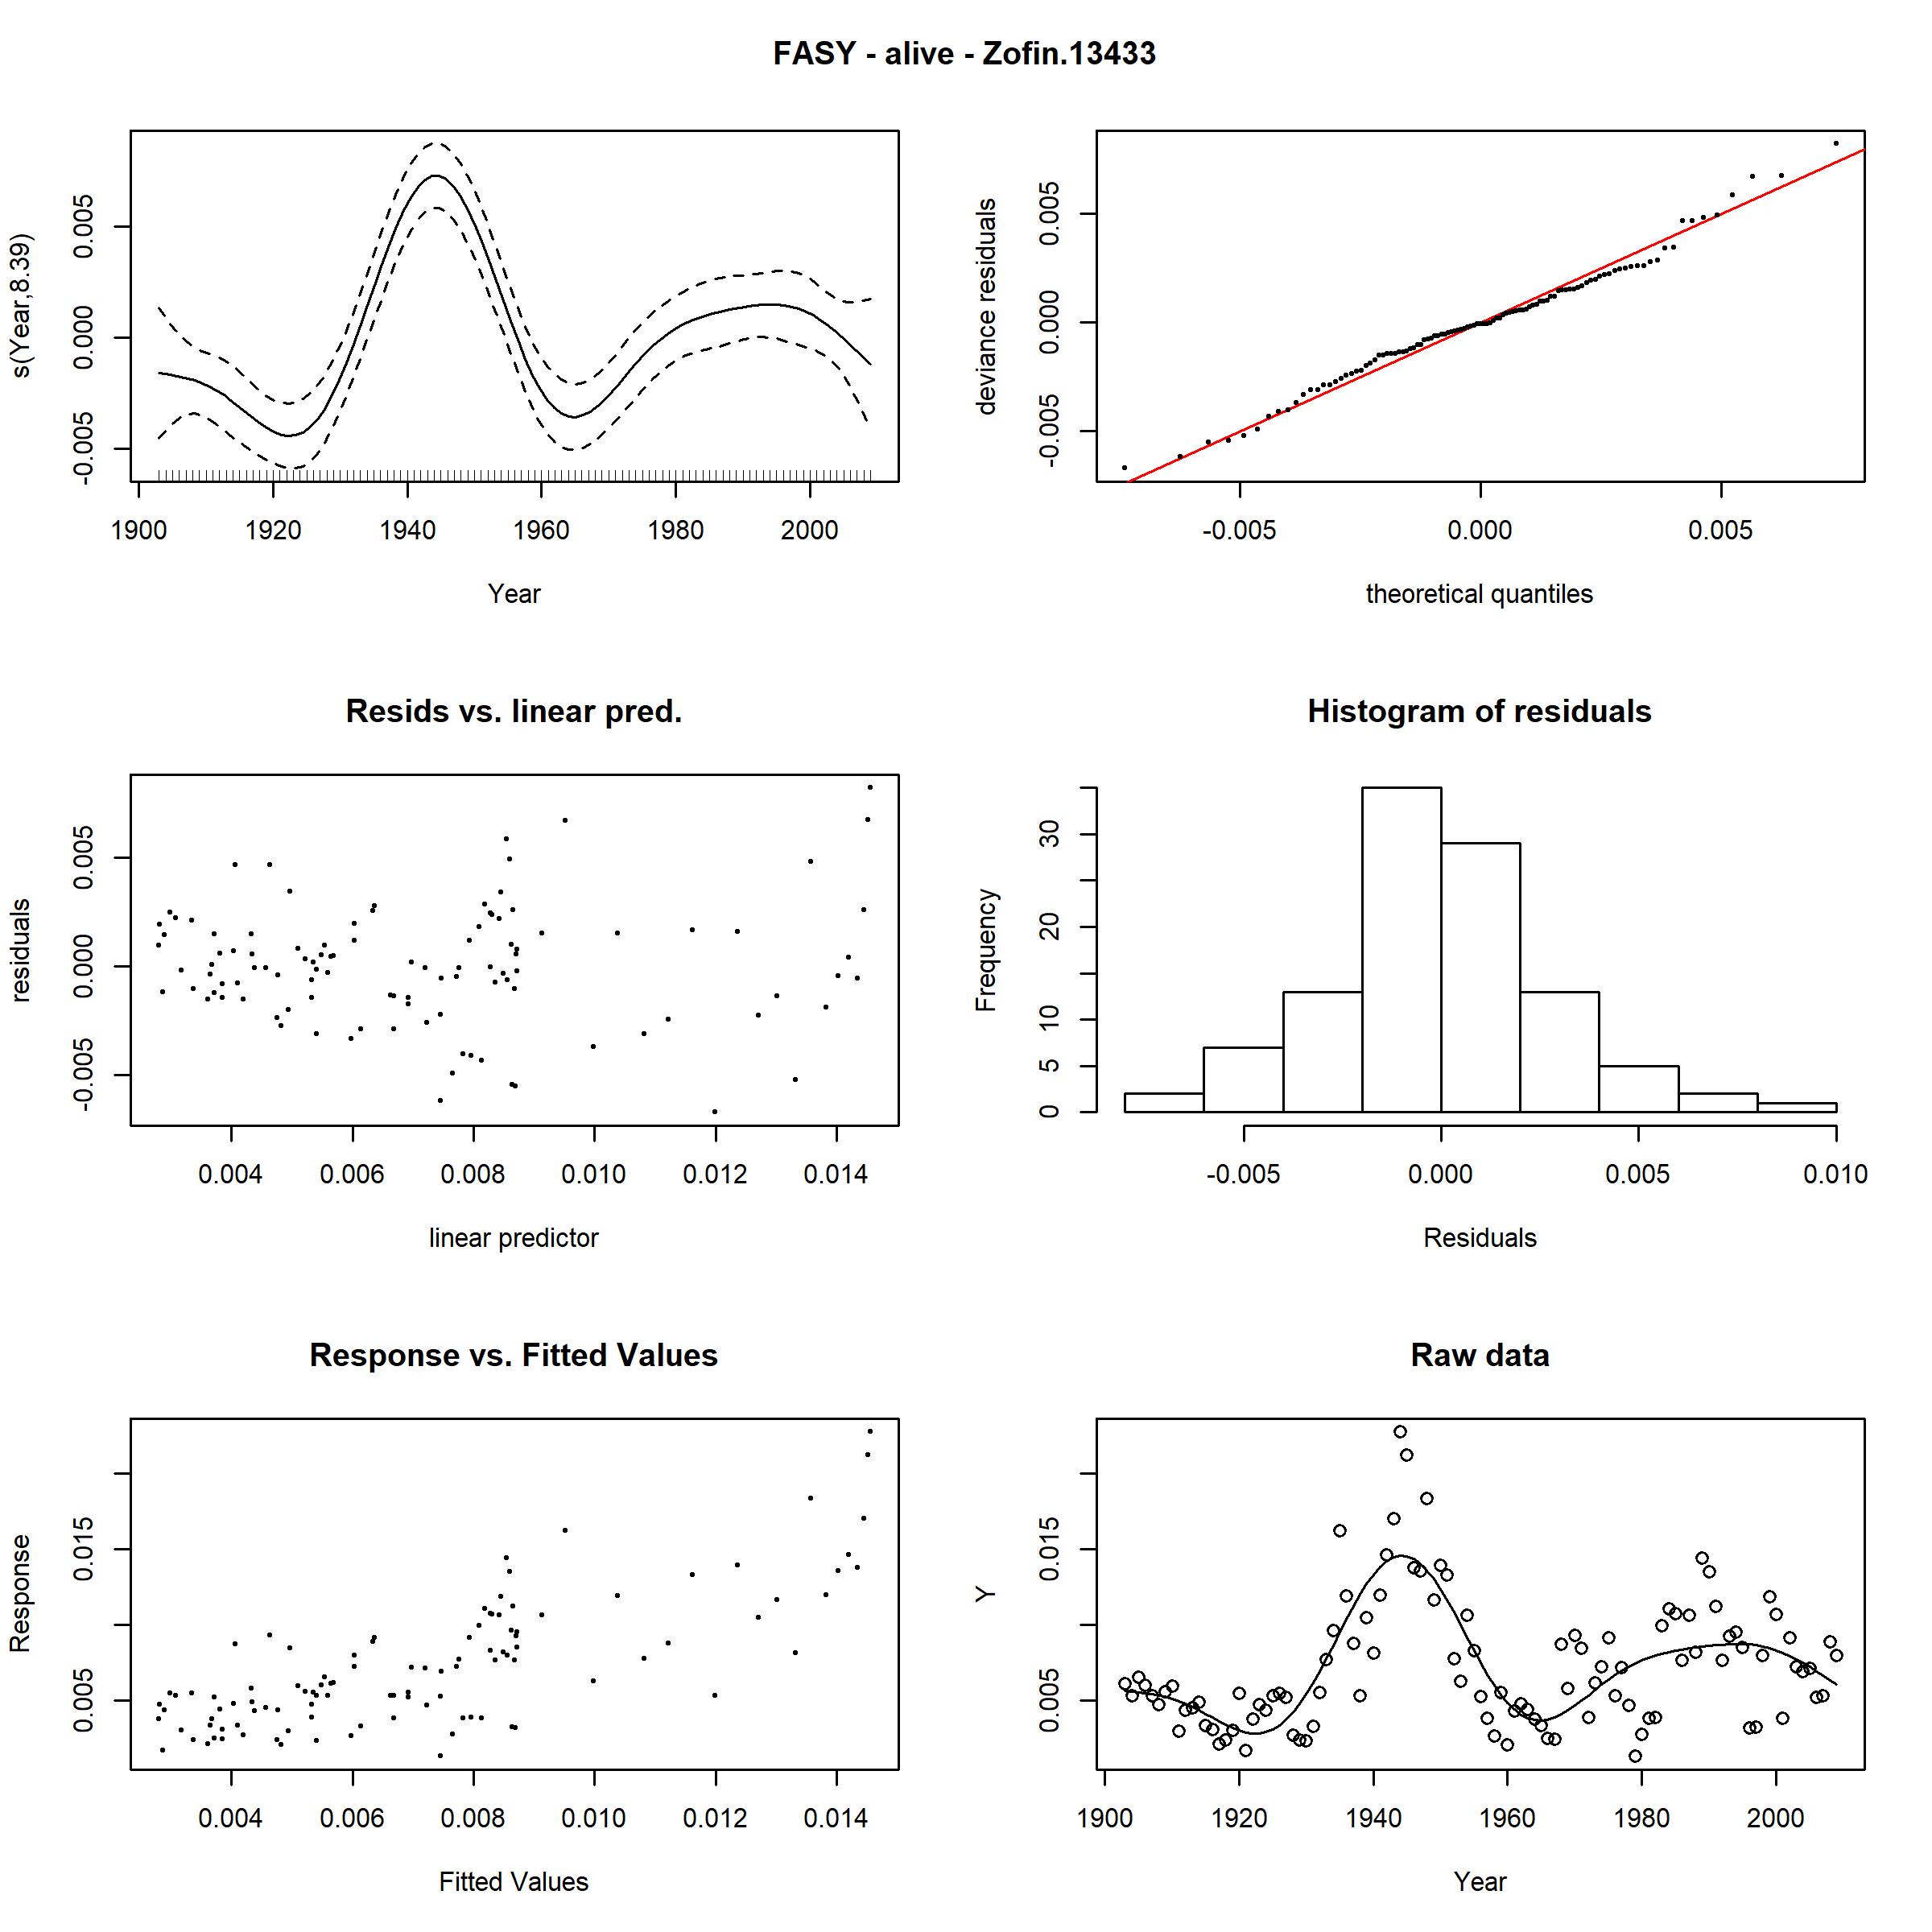 FASY - alive - Zofin.13433
s(Year,8.39)
-0.005 0.000 0.005
1900 1920 1940 1960 1980 2000
Year
deviance residuals
-0.005 0.000 0.005
-0.005 0.000 0.005
theoretical quantiles
Resids vs. linear pred.
residuals
-0.005 0.000 0.005
0.004 0.006 0.008 0.010 0.012 0.014
linear predictor
Histogram of residuals
Frequency
0 5 10 20 30
-0.005 0.000 0.005 0.010
Residuals
Response vs. Fitted Values
Response
0.005 0.015
0.004 0.006 0.008 0.010 0.012 0.014
Fitted Values
Raw data
Y
0.005 0.015
1900 1920 1940 1960 1980 2000
Year